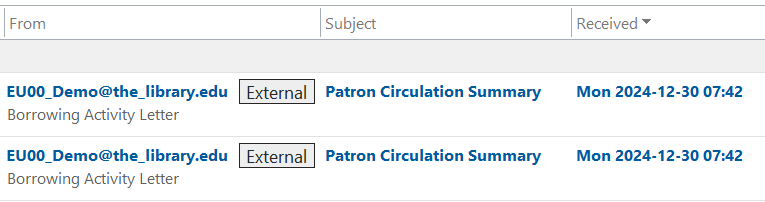 From Subject Received
EU00_Demo@the_library.edu External Patron Circulation Summary Mon 2024-12-30 07:42
Borrowing Activity Letter
EU00_Demo@the_library.edu External Patron Circulation Summary Mon 2024-12-30 07:42
Borrowing Activity Letter